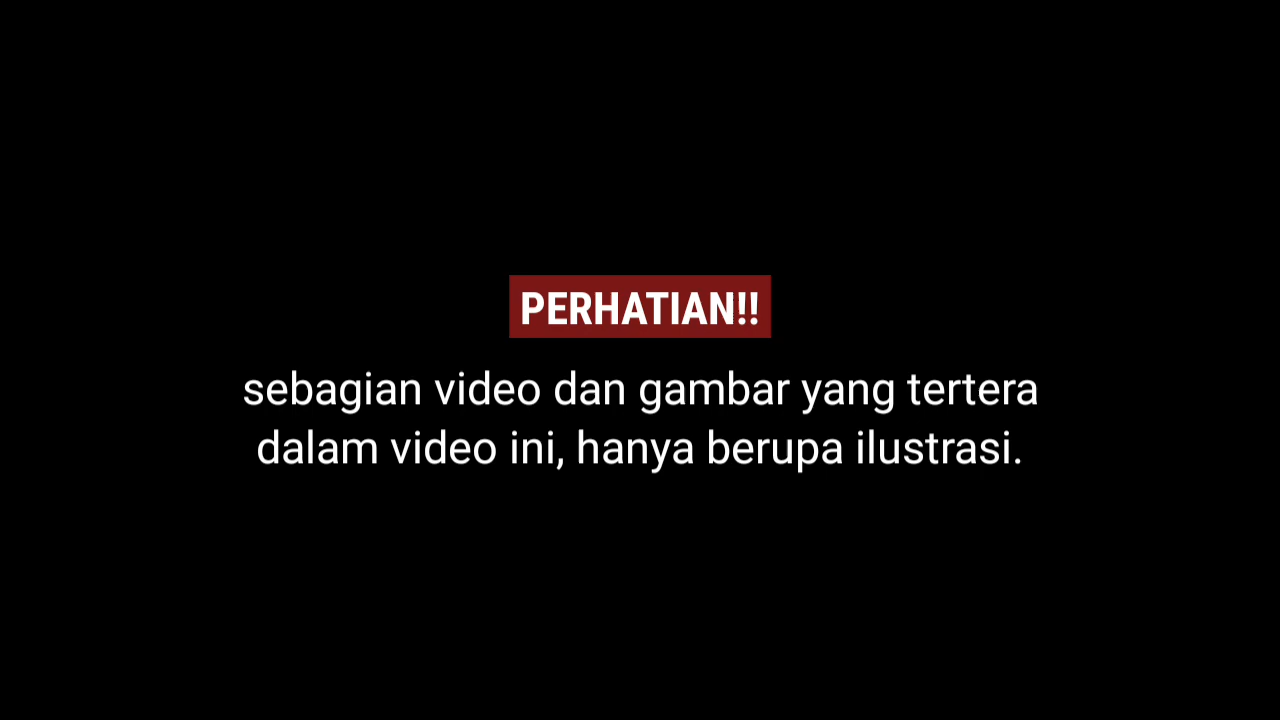 PERHATIAN!!
sebagian video dan gambar yang tertera
dalam video ini, hanya berupa ilustrasi.